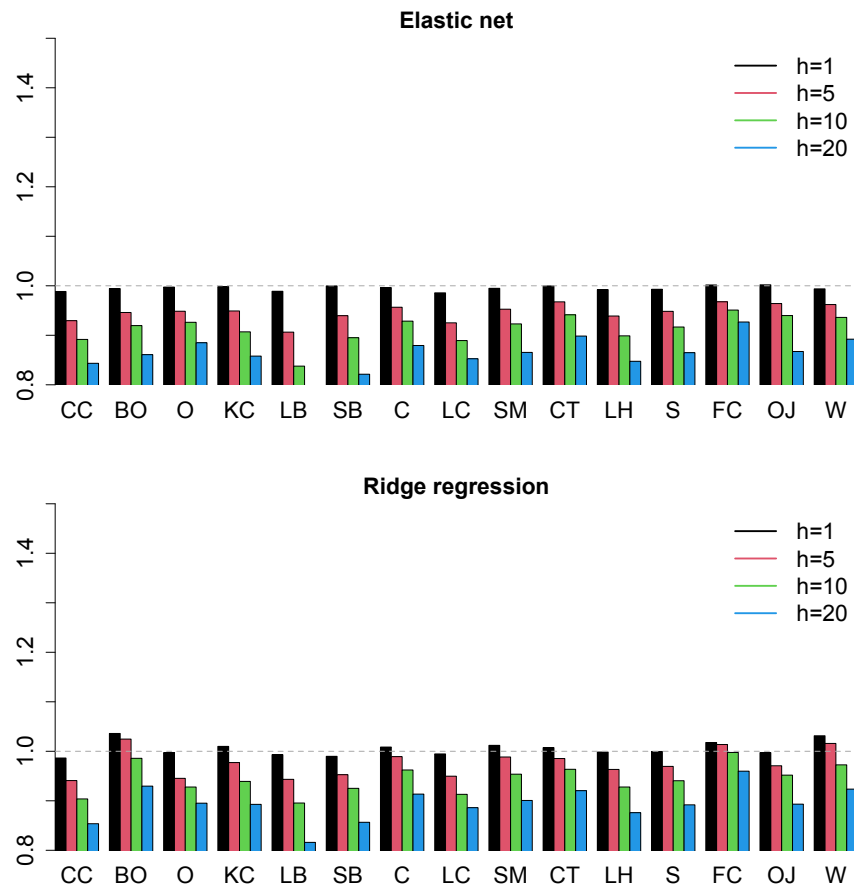 Elastic net
1.4
1.2
1.0
0.8
h=1
h=5
h=10
h=20
CC BO O KC LB SB C LC SM CT LH S FC OJ W
Ridge regression
1.4
1.2
1.0
0.8
h=1
h=5
h=10
h=20
CC BO O KC LB SB C LC SM CT LH S FC OJ W